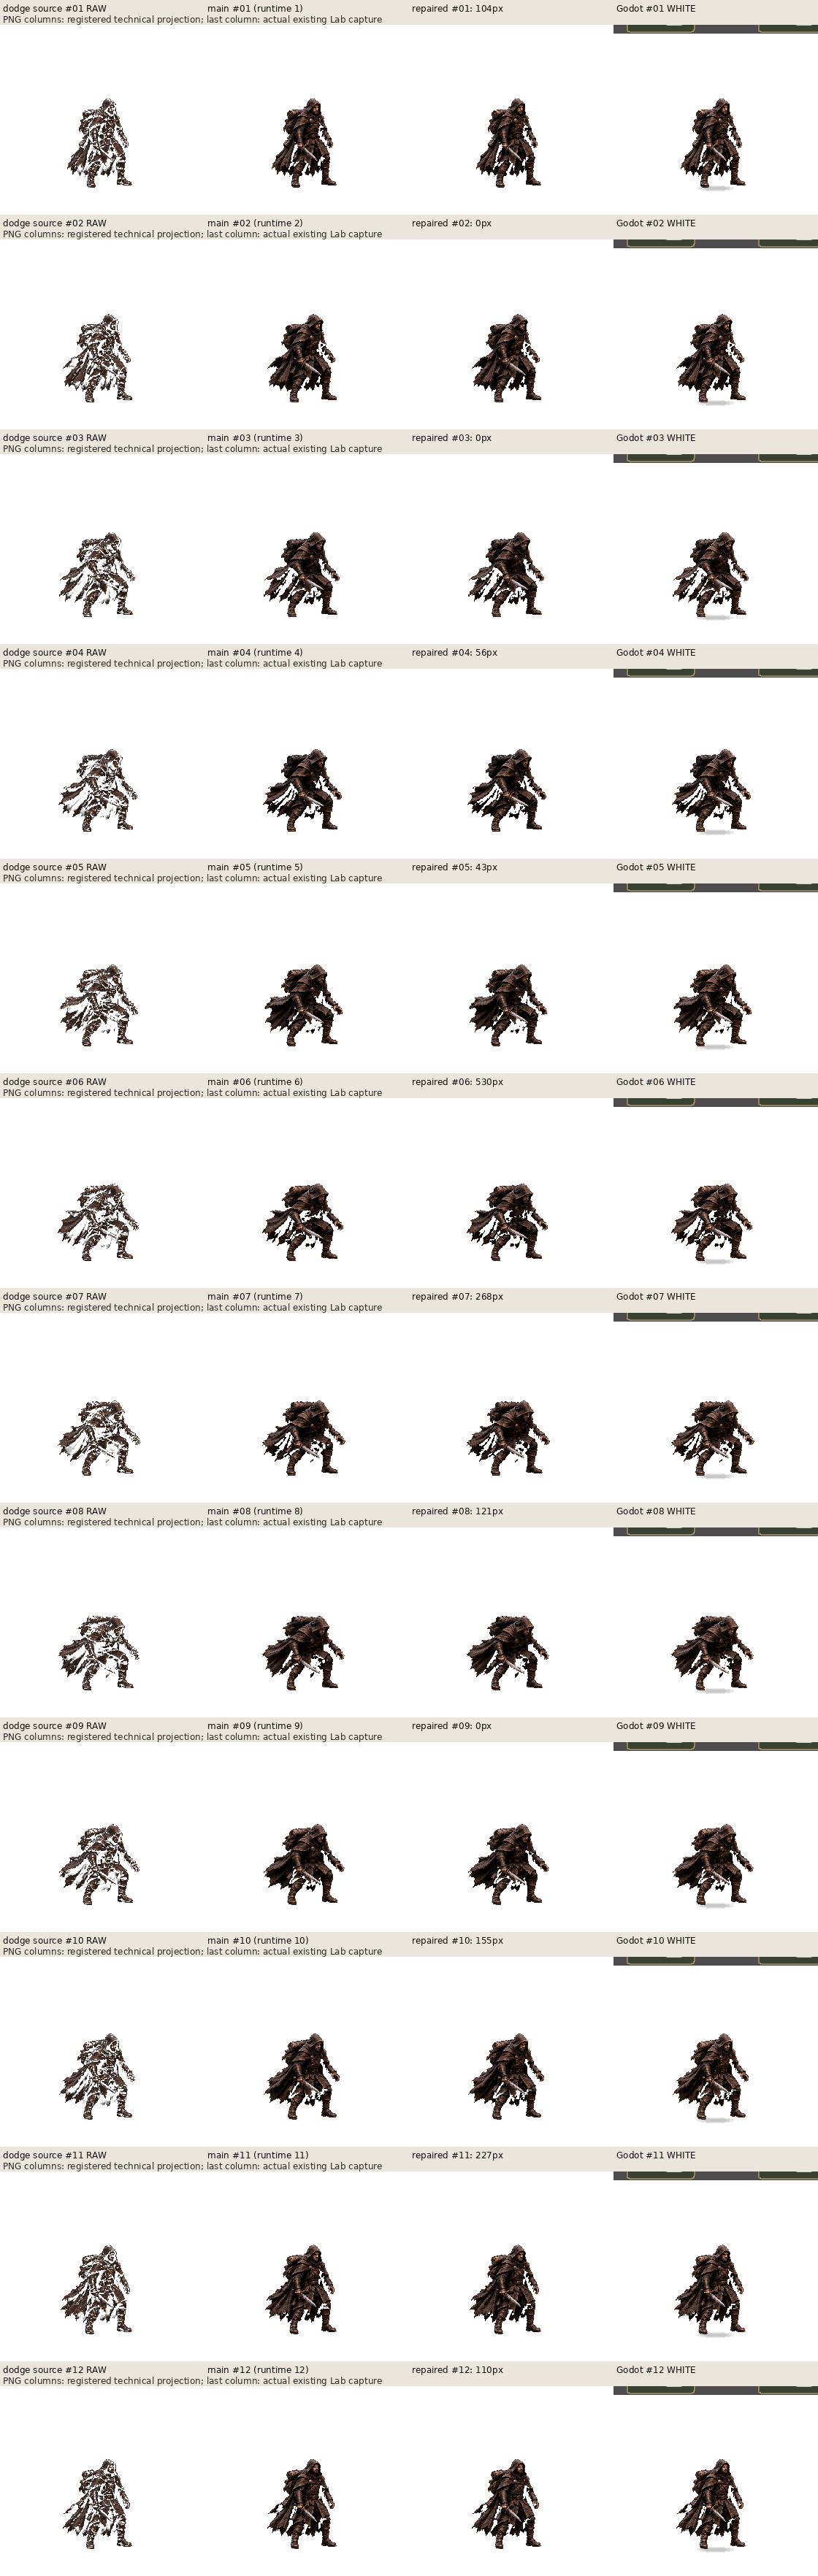 dodge source #01 RAW main #01 (runtime 1) repaired #01: 104px Godot #01 WHITE
PNG columns: registered technical projection; last column: actual existing Lab capture
dodge source #02 RAW main #02 (runtime 2) repaired #02: 0px Godot #02 WHITE
PNG columns: registered technical projection; last column: actual existing Lab capture
dodge source #03 RAW main #03 (runtime 3) repaired #03: 0px Godot #03 WHITE
PNG columns: registered technical projection; last column: actual existing Lab capture
dodge source #04 RAW main #04 (runtime 4) repaired #04: 56px Godot #04 WHITE
PNG columns: registered technical projection; last column: actual existing Lab capture
dodge source #05 RAW main #05 (runtime 5) repaired #05: 43px Godot #05 WHITE
PNG columns: registered technical projection; last column: actual existing Lab capture
dodge source #06 RAW main #06 (runtime 6) repaired #06: 530px Godot #06 WHITE
PNG columns: registered technical projection; last column: actual existing Lab capture
dodge source #07 RAW main #07 (runtime 7) repaired #07: 268px Godot #07 WHITE
PNG columns: registered technical projection; last column: actual existing Lab capture
dodge source #08 RAW main #08 (runtime 8) repaired #08: 121px Godot #08 WHITE
PNG columns: registered technical projection; last column: actual existing Lab capture
dodge source #09 RAW main #09 (runtime 9) repaired #09: 0px Godot #09 WHITE
PNG columns: registered technical projection; last column: actual existing Lab capture
dodge source #10 RAW main #10 (runtime 10) repaired #10: 155px Godot #10 WHITE
PNG columns: registered technical projection; last column: actual existing Lab capture
dodge source #11 RAW main #11 (runtime 11) repaired #11: 227px Godot #11 WHITE
PNG columns: registered technical projection; last column: actual existing Lab capture
dodge source #12 RAW main #12 (runtime 12) repaired #12: 110px Godot #12 WHITE
PNG columns: registered technical projection; last column: actual existing Lab capture